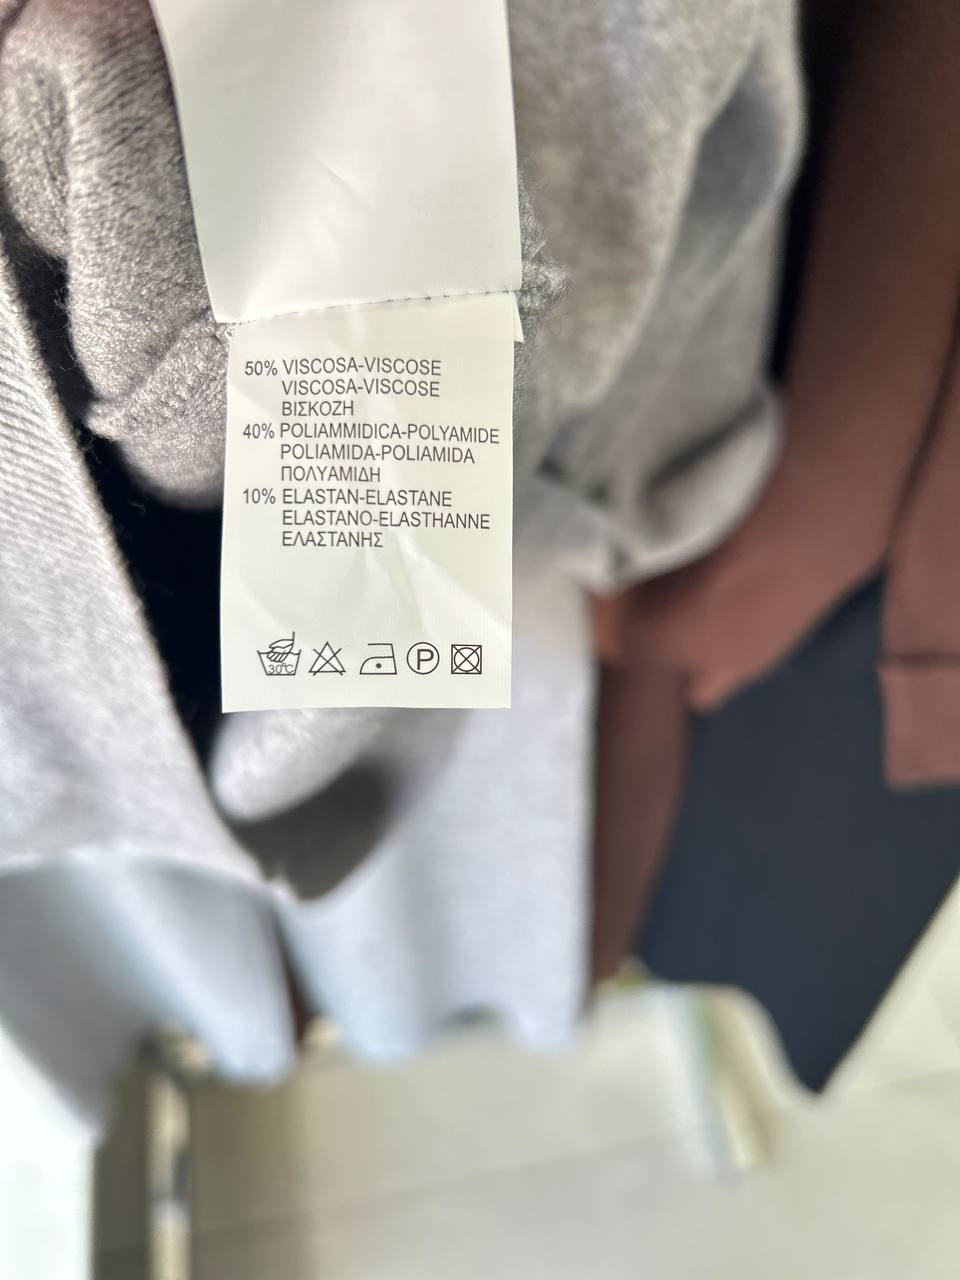 50% VISCOSA-VISCOSE
VISCOSA-VISCOSE
ΒΙΣΚΟΖΗ
40% POLIAMMIDICA-POLYAMIDE
POLIAMIDA-POLIAMIDA
ΠΟΛΥΑΜΙΔΗ
10% ELASTAN-ELASTANE
ELASTANO-ELASTHANNE
ΕΛΑΣΤΑΝΗΣ
30°C P